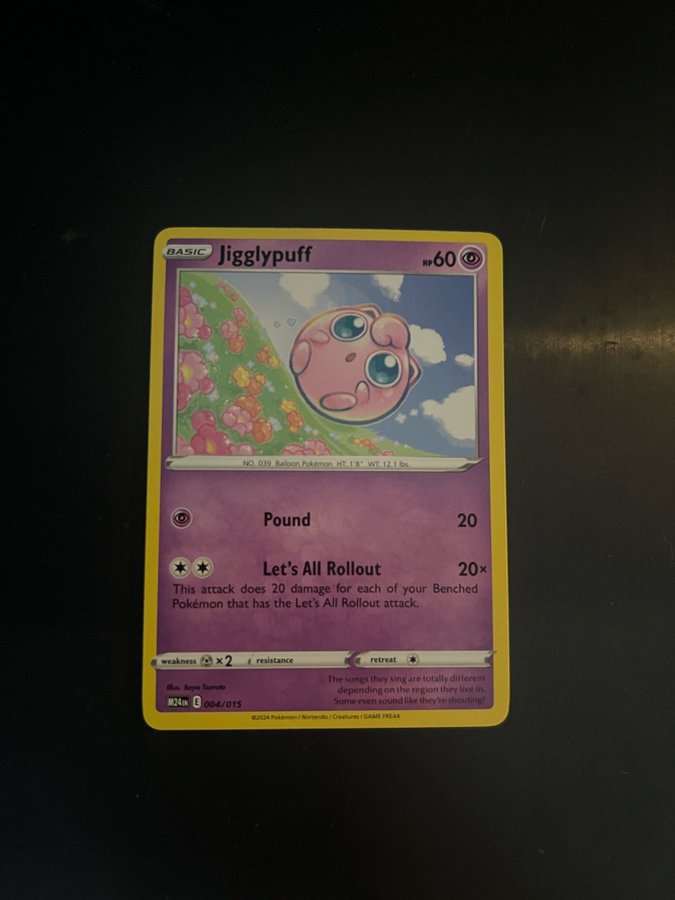 BASIC Jigglypuff HP60
NO. 039 Balloon Pokémon HT: 1'8" WT: 12.1 lbs.
Pound 20
Let's All Rollout 20×
This attack does 20 damage for each of your Benched
Pokémon that has the Let's All Rollout attack.
weakness ×2 resistance retreat
Illus. Saya Tsuruta
The songs they sing are totally different
depending on the region they live in.
Some even sound like they're shouting!
M24 EN E 004/015
©2024 Pokémon / Nintendo / Creatures / GAME FREAK